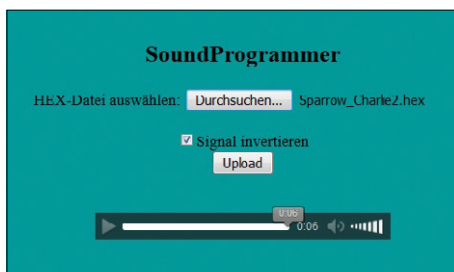 SoundProgrammer
HEX-Datei auswählen: Durchsuchen... Sparrow_Charlie2.hex
Signal invertieren
Upload
0:06
0:06